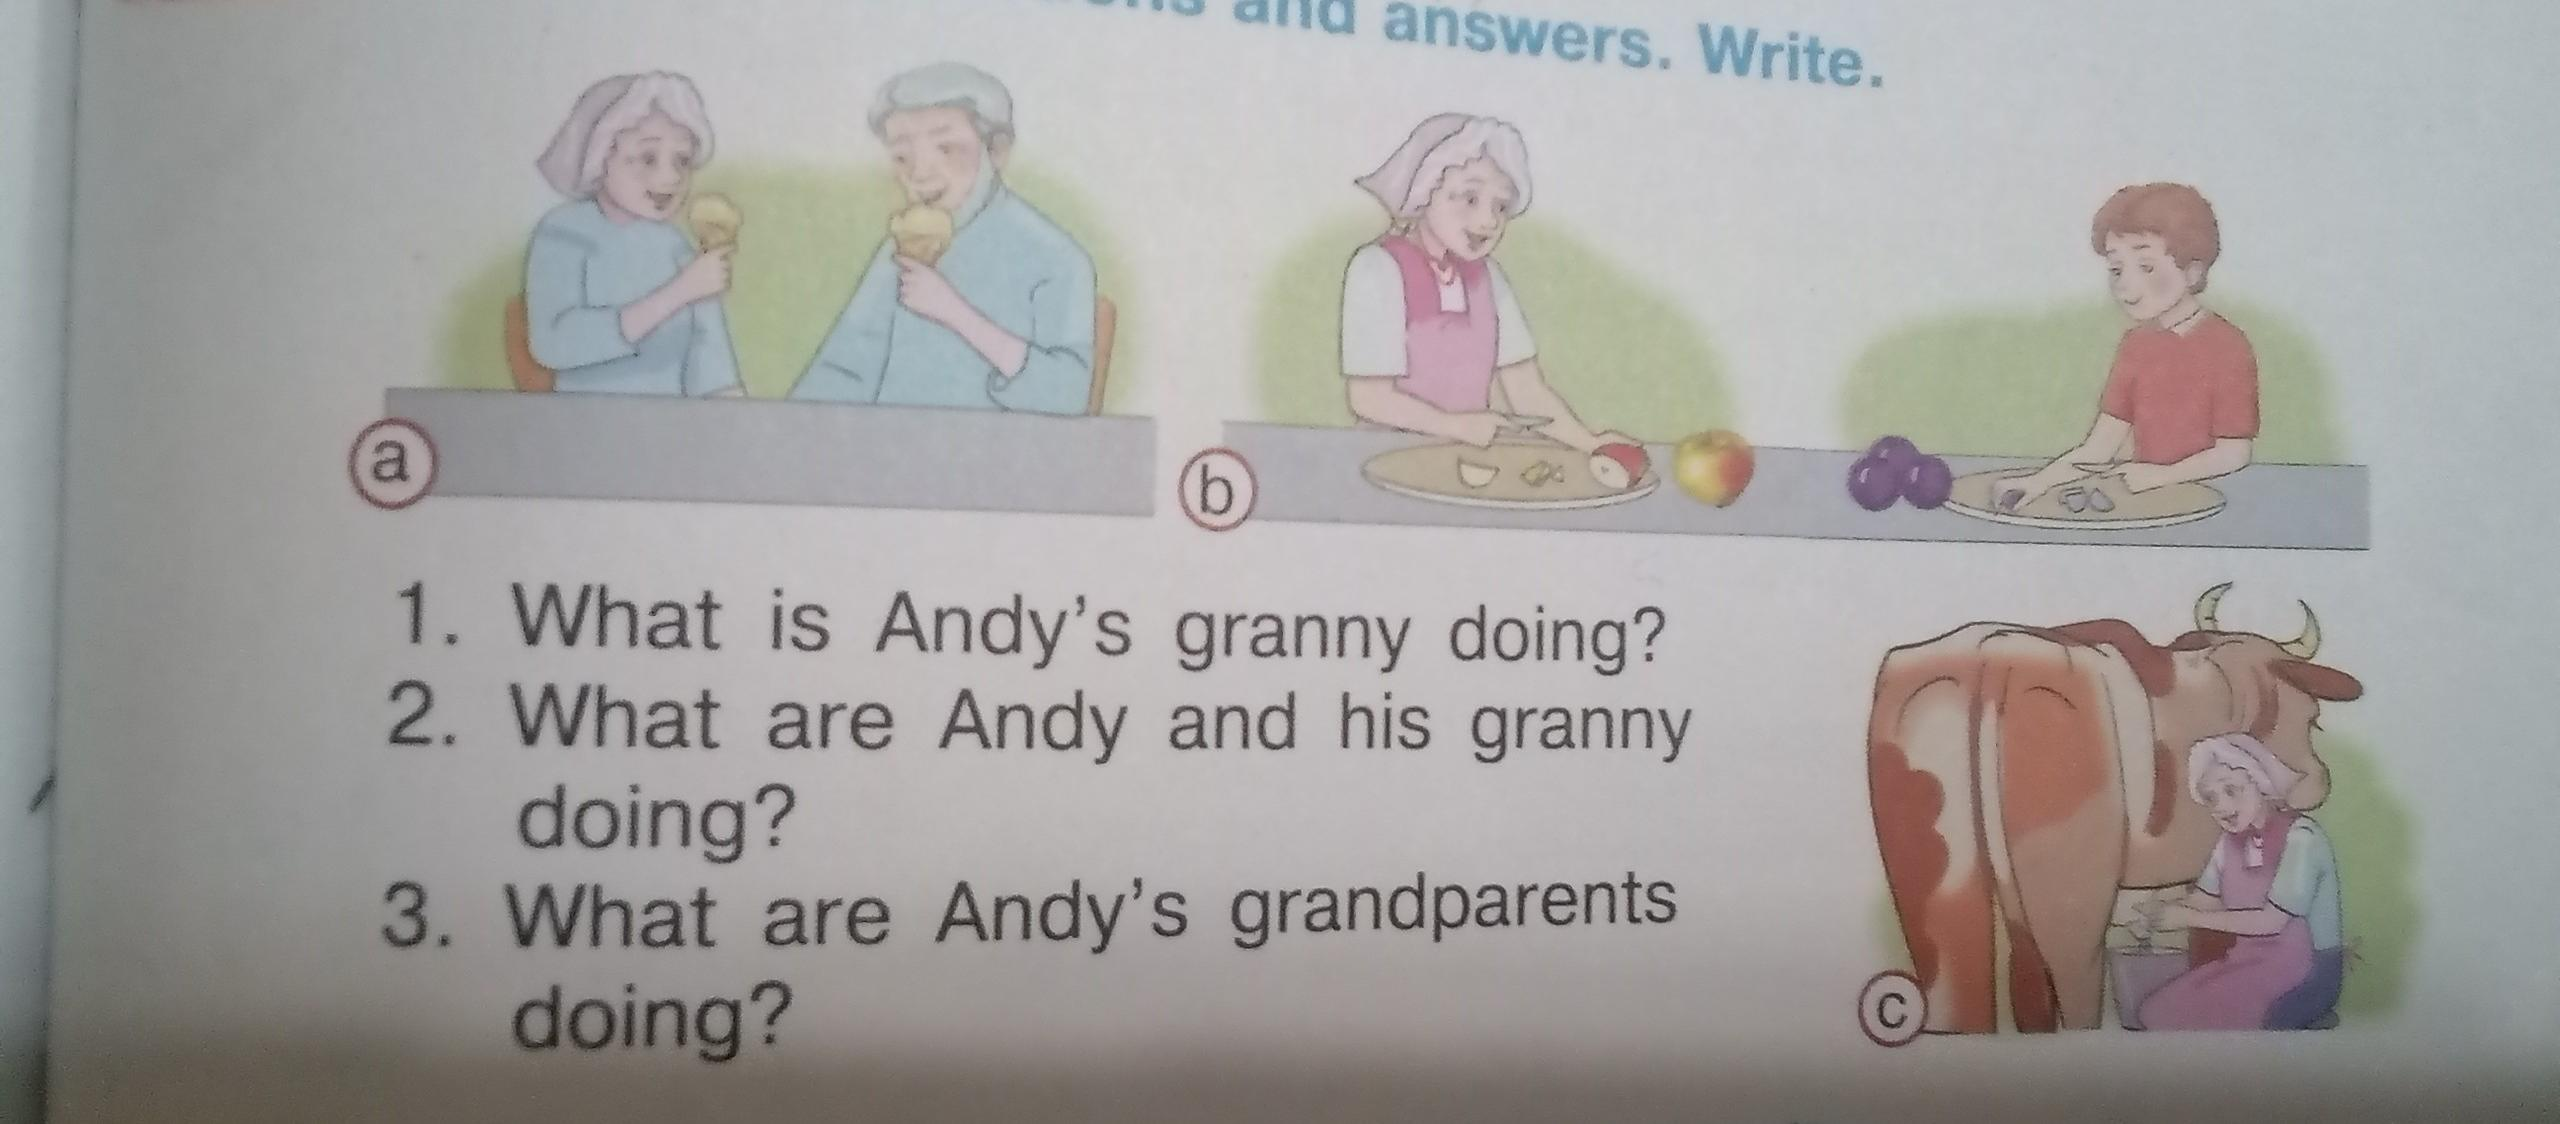 and answers. Write.
a
b
1. What is Andy's granny doing?
2. What are Andy and his granny
doing?
3. What are Andy's grandparents
doing?
c